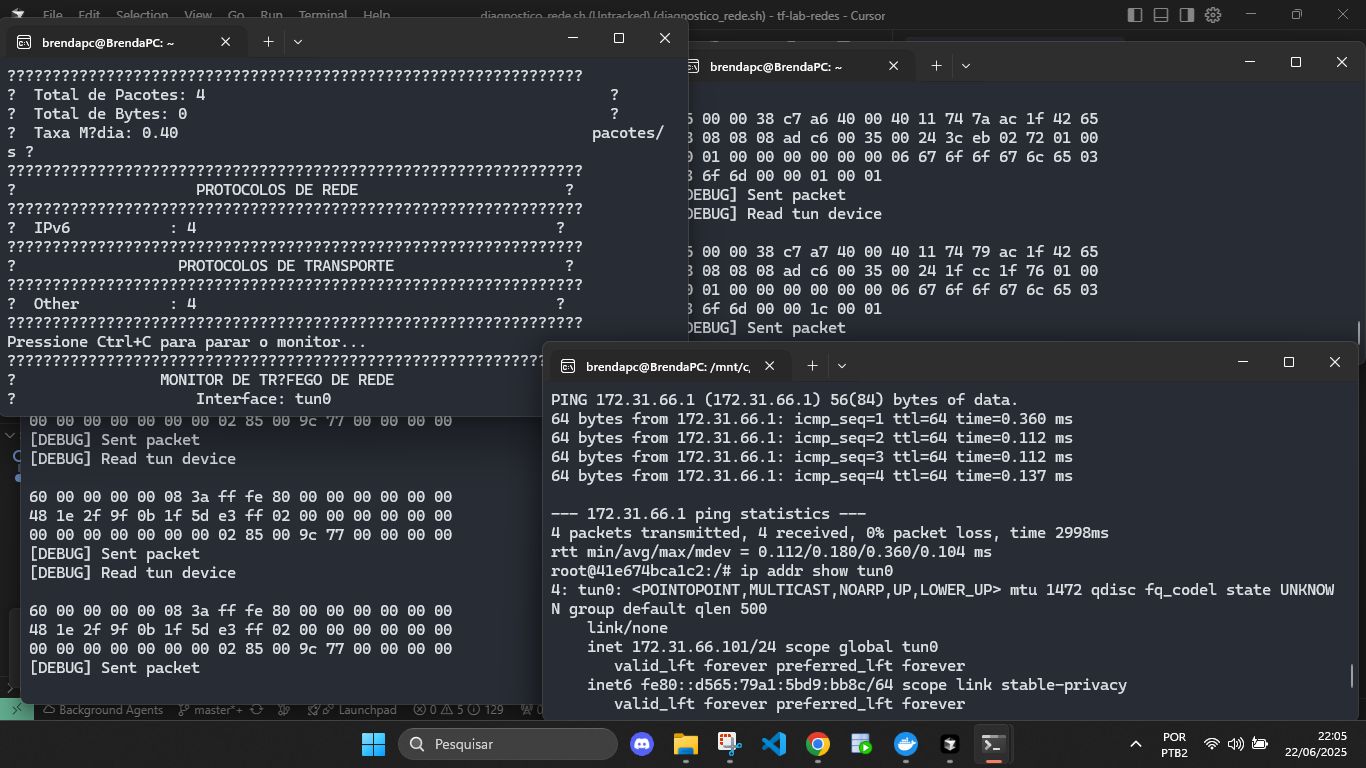 File Edit Selection View Go Run Terminal Help
diagnostico_rede.sh (Untracked) (diagnostico_rede.sh) - tf-lab-redes - Cursor
brendapc@BrendaPC: ~
????????????????????????????????????????????????????????????????
? Total de Pacotes: 4 ?
? Total de Bytes: 0 ?
? Taxa M?dia: 0.40 pacotes/
s ?
????????????????????????????????????????????????????????????????
? PROTOCOLOS DE REDE ?
????????????????????????????????????????????????????????????????
? IPv6 : 4 ?
????????????????????????????????????????????????????????????????
? PROTOCOLOS DE TRANSPORTE ?
????????????????????????????????????????????????????????????????
? Other : 4 ?
????????????????????????????????????????????????????????????????
Pressione Ctrl+C para parar o monitor...
????????????????????????????????????????????????????????????
? MONITOR DE TR?FEGO DE REDE
? Interface: tun0
brendapc@BrendaPC: ~
00 00 38 c7 a6 40 00 40 11 74 7a ac 1f 42 65
08 08 08 ad c6 00 35 00 24 3c eb 02 72 01 00
01 00 00 00 00 00 00 06 67 6f 6f 67 6c 65 03
6f 6d 00 00 01 00 01
DEBUG] Sent packet
DEBUG] Read tun device
00 00 38 c7 a7 40 00 40 11 74 79 ac 1f 42 65
08 08 08 ad c6 00 35 00 24 1f cc 1f 76 01 00
01 00 00 00 00 00 00 06 67 6f 6f 67 6c 65 03
6f 6d 00 00 1c 00 01
DEBUG] Sent packet
00 00 00 00 00 00 02 85 00 9c 77 00 00 00 00
[DEBUG] Sent packet
[DEBUG] Read tun device
60 00 00 00 00 08 3a ff fe 80 00 00 00 00 00 00
48 1e 2f 9f 0b 1f 5d e3 ff 02 00 00 00 00 00 00
00 00 00 00 00 00 00 02 85 00 9c 77 00 00 00 00
[DEBUG] Sent packet
[DEBUG] Read tun device
60 00 00 00 00 08 3a ff fe 80 00 00 00 00 00 00
48 1e 2f 9f 0b 1f 5d e3 ff 02 00 00 00 00 00 00
00 00 00 00 00 00 00 02 85 00 9c 77 00 00 00 00
[DEBUG] Sent packet
brendapc@BrendaPC: /mnt/c,
PING 172.31.66.1 (172.31.66.1) 56(84) bytes of data.
64 bytes from 172.31.66.1: icmp_seq=1 ttl=64 time=0.360 ms
64 bytes from 172.31.66.1: icmp_seq=2 ttl=64 time=0.112 ms
64 bytes from 172.31.66.1: icmp_seq=3 ttl=64 time=0.112 ms
64 bytes from 172.31.66.1: icmp_seq=4 ttl=64 time=0.137 ms
--- 172.31.66.1 ping statistics ---
4 packets transmitted, 4 received, 0% packet loss, time 2998ms
rtt min/avg/max/mdev = 0.112/0.180/0.360/0.104 ms
root@41e674bca1c2:/# ip addr show tun0
4: tun0: <POINTOPOINT,MULTICAST,NOARP,UP,LOWER_UP> mtu 1472 qdisc fq_codel state UNKNOW
N group default qlen 500
link/none
inet 172.31.66.101/24 scope global tun0
valid_lft forever preferred_lft forever
inet6 fe80::d565:79a1:5bd9:bb8c/64 scope link stable-privacy
valid_lft forever preferred_lft forever
Background Agents master*+ Launchpad 0 5 129 0
Pesquisar
POR
PTB2
22:05
22/06/2025